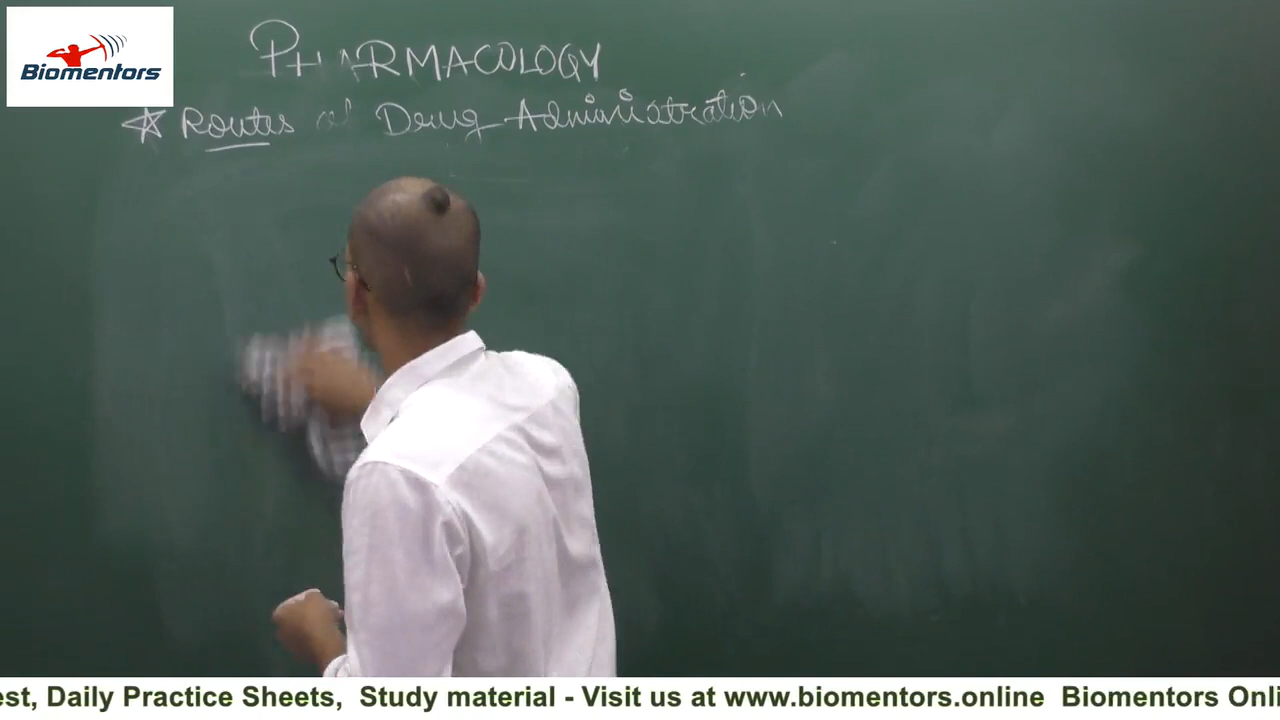 Biomentors
PHARMACOLOGY
Routes of Drug Administration
est, Daily Practice Sheets, Study material - Visit us at www.biomentors.online Biomentors Onli